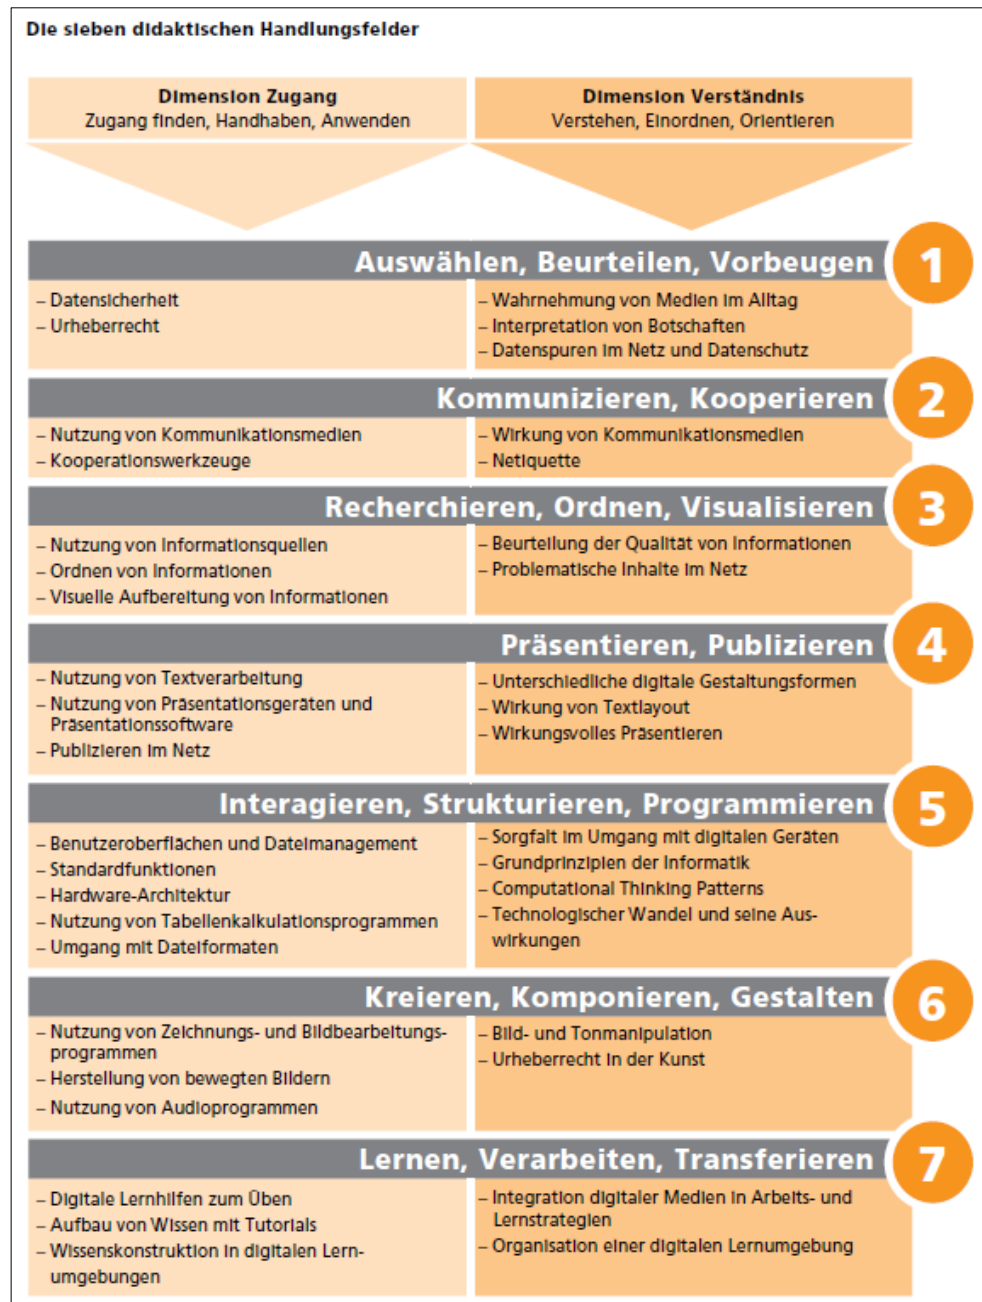 Die sieben didaktischen Handlungsfelder
Dimension Zugang
Zugang finden, Handhaben, Anwenden
Dimension Verständnis
Verstehen, Einordnen, Orientieren
Auswählen, Beurteilen, Vorbeugen
1
– Datensicherheit
– Urheberrecht
– Wahrnehmung von Medien im Alltag
– Interpretation von Botschaften
– Datenspuren im Netz und Datenschutz
Kommunizieren, Kooperieren
2
– Nutzung von Kommunikationsmedien
– Kooperationswerkzeuge
– Wirkung von Kommunikationsmedien
– Netiquette
Recherchieren, Ordnen, Visualisieren
3
– Nutzung von Informationsquellen
– Ordnen von Informationen
– Visuelle Aufbereitung von Informationen
– Beurteilung der Qualität von Informationen
– Problematische Inhalte im Netz
Präsentieren, Publizieren
4
– Nutzung von Textverarbeitung
– Nutzung von Präsentationsgeräten und
Präsentationssoftware
– Publizieren im Netz
– Unterschiedliche digitale Gestaltungsformen
– Wirkung von Textlayout
– Wirkungsvolles Präsentieren
Interagieren, Strukturieren, Programmieren
5
– Benutzeroberflächen und Dateimanagement
– Standardfunktionen
– Hardware-Architektur
– Nutzung von Tabellenkalkulationsprogrammen
– Umgang mit Dateiformaten
– Sorgfalt im Umgang mit digitalen Geräten
– Grundprinzipien der Informatik
– Computational Thinking Patterns
– Technologischer Wandel und seine Aus-
wirkungen
Kreieren, Komponieren, Gestalten
6
– Nutzung von Zeichnungs- und Bildbearbeitungs-
programmen
– Herstellung von bewegten Bildern
– Nutzung von Audioprogrammen
– Bild- und Tonmanipulation
– Urheberrecht in der Kunst
Lernen, Verarbeiten, Transferieren
7
– Digitale Lernhilfen zum Üben
– Aufbau von Wissen mit Tutorials
– Wissenskonstruktion in digitalen Lern-
umgebungen
– Integration digitaler Medien in Arbeits- und
Lernstrategien
– Organisation einer digitalen Lernumgebung